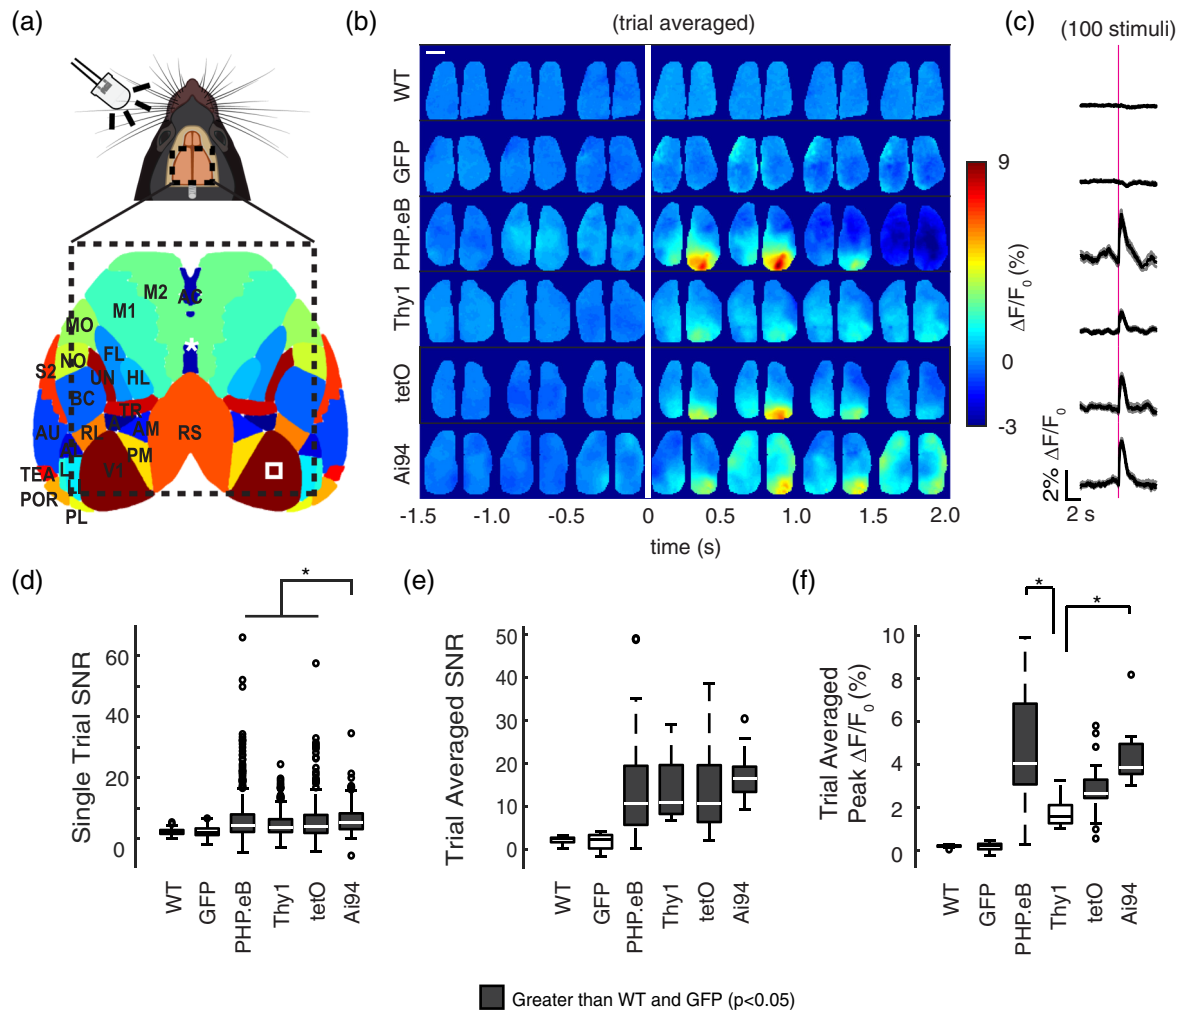 (a)
M2
AC
M1
MO
FL
NO
S2
UN
HL
BC
TR
A
AU
RL
AM
RS
AL
PM
TEA
L
V1
LI
POR
PL
(b)
(trial averaged)
WT
GFP
PHP.eB
Thy1
tetO
Ai94
-1.5 -1.0 -0.5 0 0.5 1.0 1.5 2.0
time (s)
9
0
-3
ΔF/F0 (%)
(c)
(100 stimuli)
2% ΔF/F0
2 s
(d)
*
Single Trial SNR
60
40
20
0
WT GFP PHP.eB Thy1 tetO Ai94
(e)
Trial Averaged SNR
50
40
30
20
10
0
WT GFP PHP.eB Thy1 tetO Ai94
(f)
*
*
Trial Averaged
Peak ΔF/F0 (%)
10
8
6
4
2
0
WT GFP PHP.eB Thy1 tetO Ai94
Greater than WT and GFP (p<0.05)